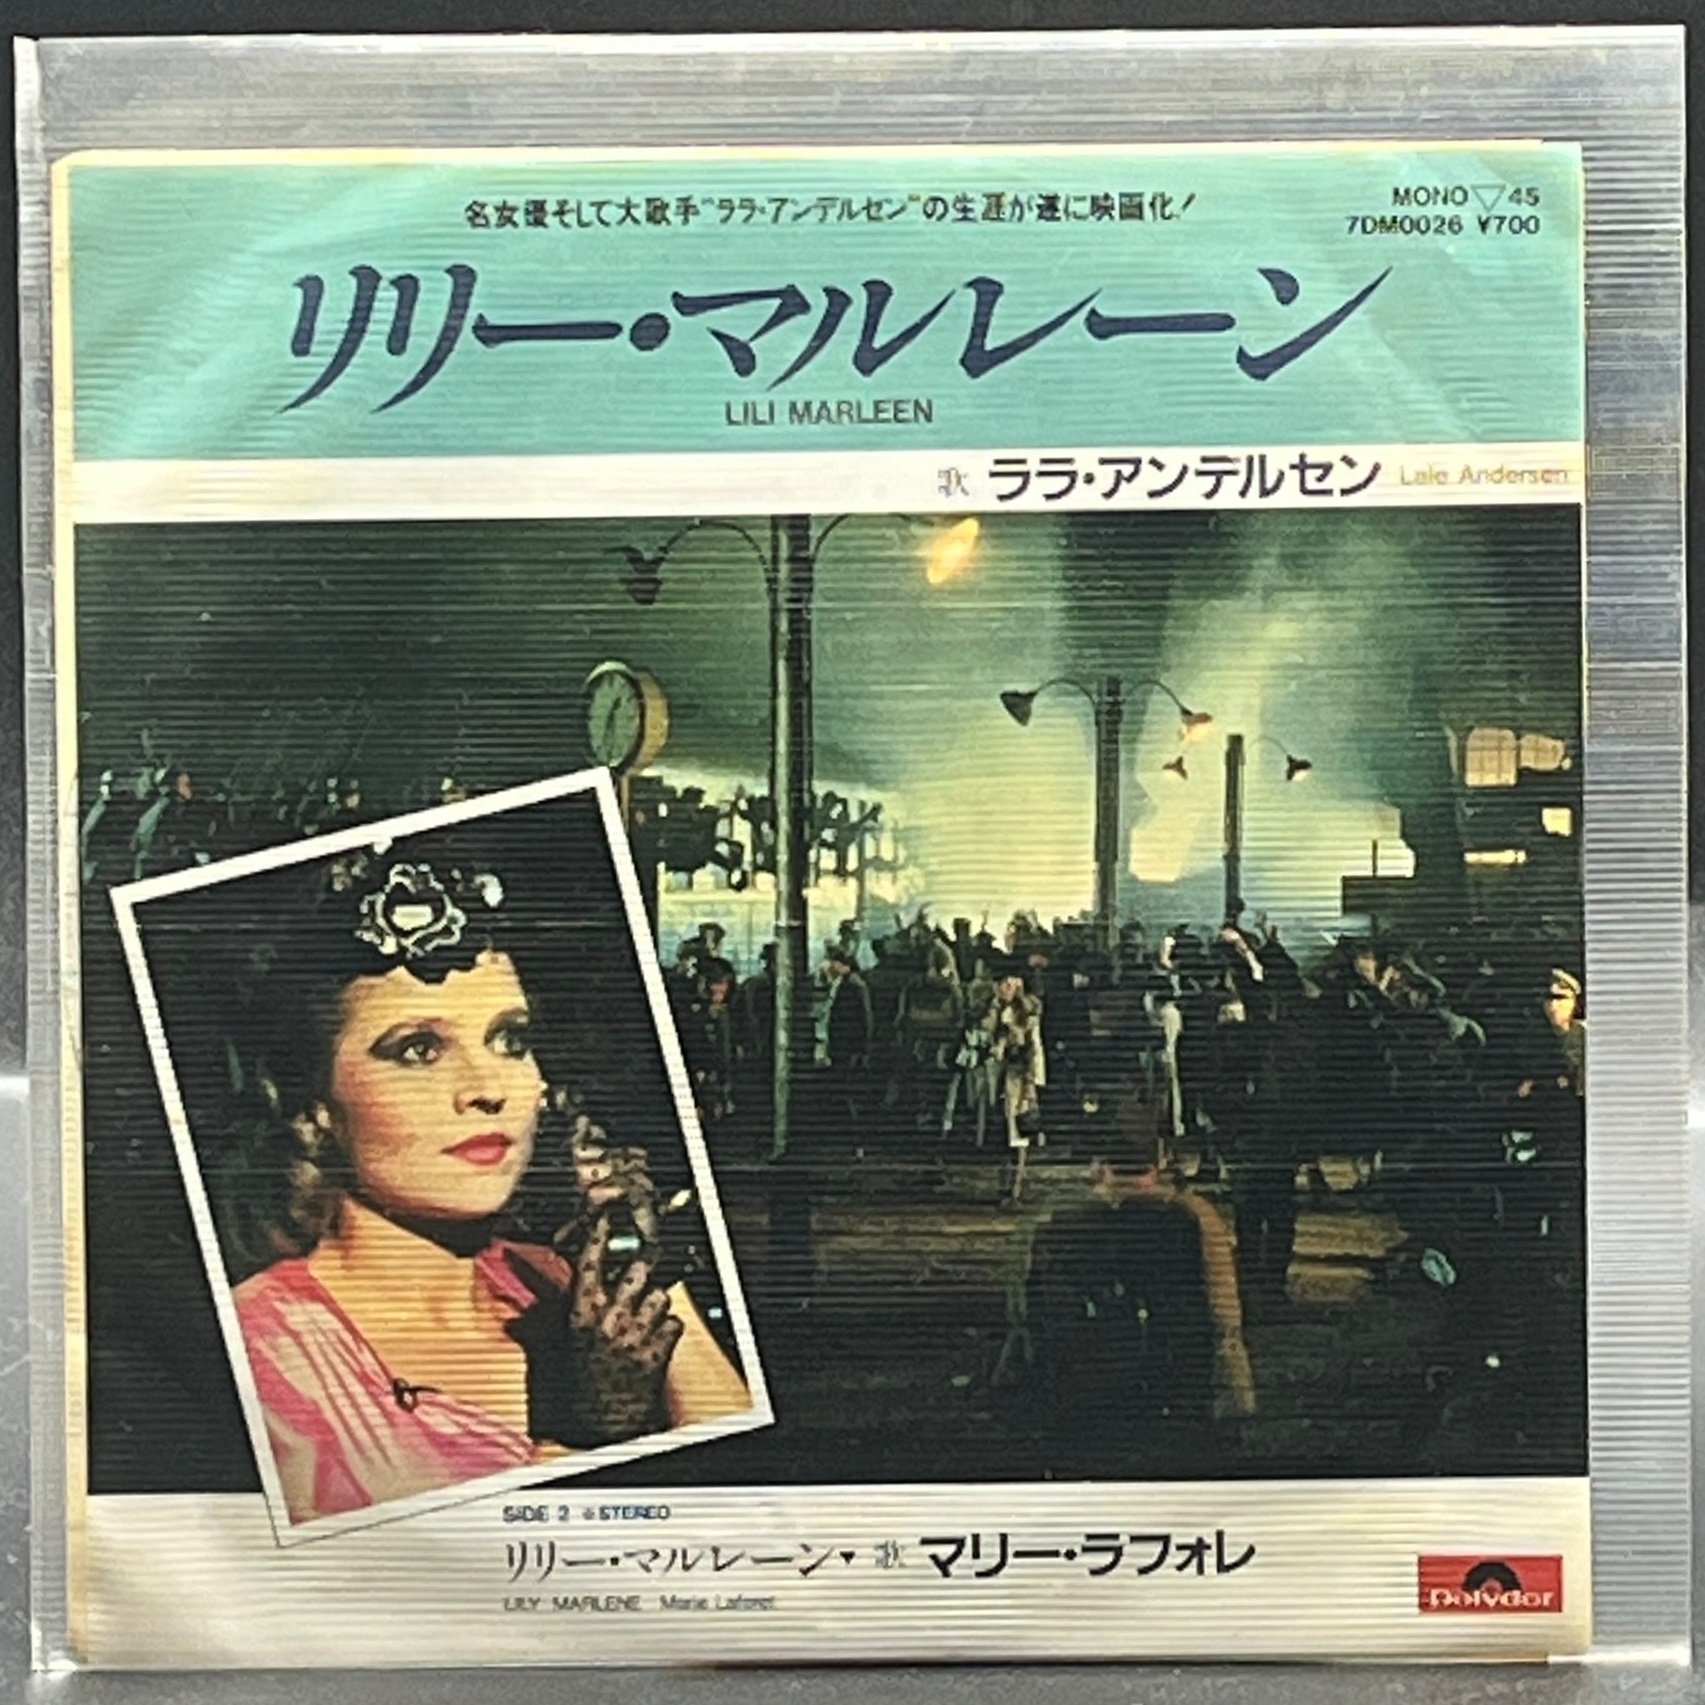 名女優そして大歌手“ララ・アンデルセン”の生涯が遂に映画化!
MONO ▽45
7DM0026 ¥700
リリー・マルレーン
LILI MARLEEN
歌 ララ・アンデルセン Lale Andersen
SIDE 2 ※STEREO
リリー・マルレーン▼ 歌 マリー・ラフォレ
LILY MARLENE Marie Laforet
Polydor